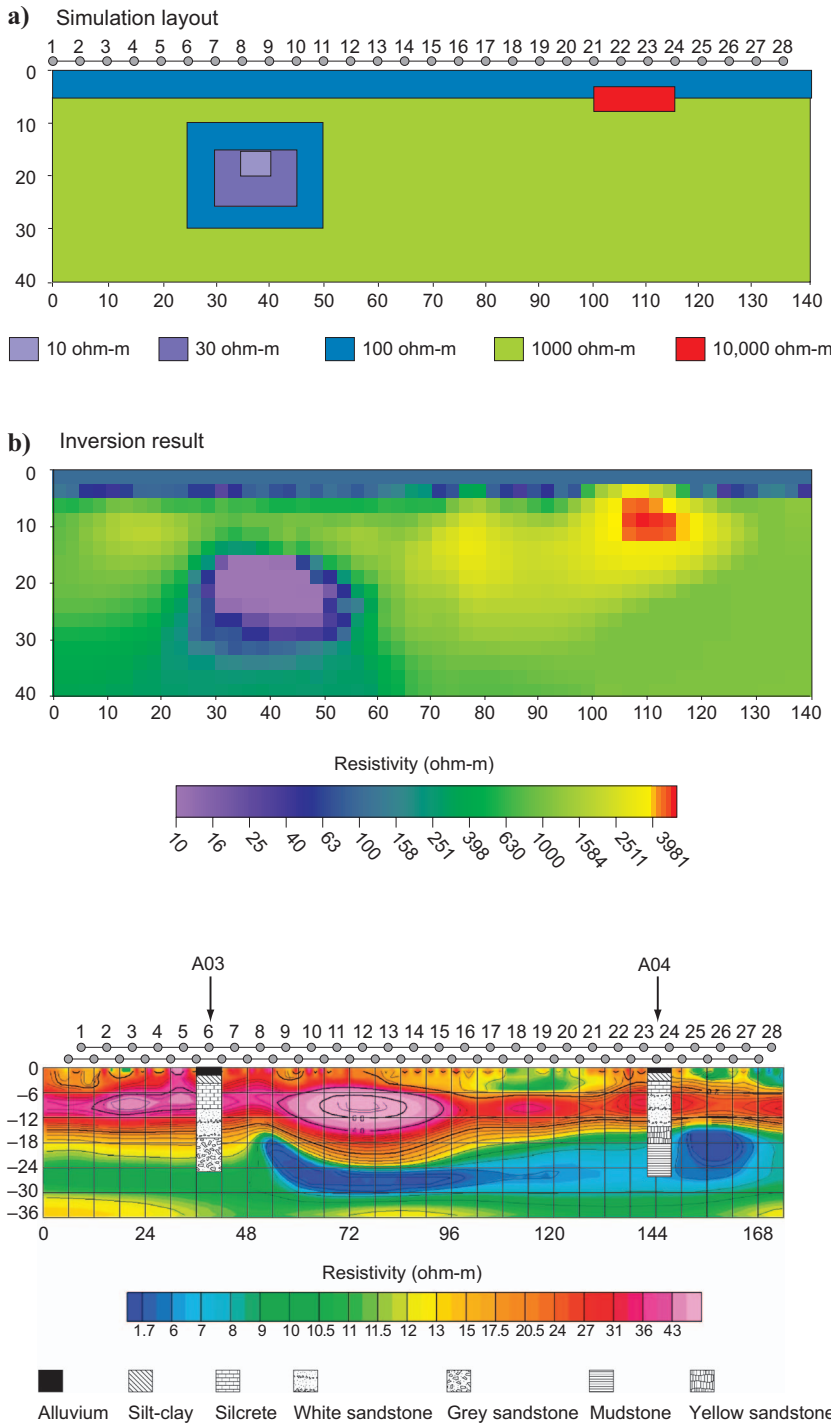 a) Simulation layout
1 2 3 4 5 6 7 8 9 10 11 12 13 14 15 16 17 18 19 20 21 22 23 24 25 26 27 28
0
10
20
30
40
0 10 20 30 40 50 60 70 80 90 100 110 120 130 140
10 ohm-m 30 ohm-m 100 ohm-m 1000 ohm-m 10,000 ohm-m
b) Inversion result
0
10
20
30
40
0 10 20 30 40 50 60 70 80 90 100 110 120 130 140
Resistivity (ohm-m)
10 16 25 40 63 100 158 251 398 630 1000 1584 2511 3981
A03 A04
1 2 3 4 5 6 7 8 9 10 11 12 13 14 15 16 17 18 19 20 21 22 23 24 25 26 27 28
0
–6
–12
–18
–24
–30
–36
0 24 48 72 96 120 144 168
Resistivity (ohm-m)
1.7 6 7 8 9 10 10.5 11 11.5 12 13 15 17.5 20.5 24 27 31 36 43
Alluvium Silt-clay Silcrete White sandstone Grey sandstone Mudstone Yellow sandstone